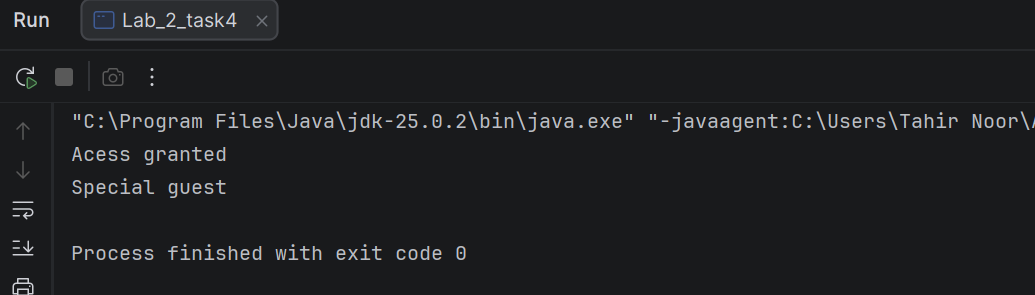 Run Lab_2_task4
"C:\Program Files\Java\jdk-25.0.2\bin\java.exe" "-javaagent:C:\Users\Tahir Noor\
Acess granted
Special guest
Process finished with exit code 0